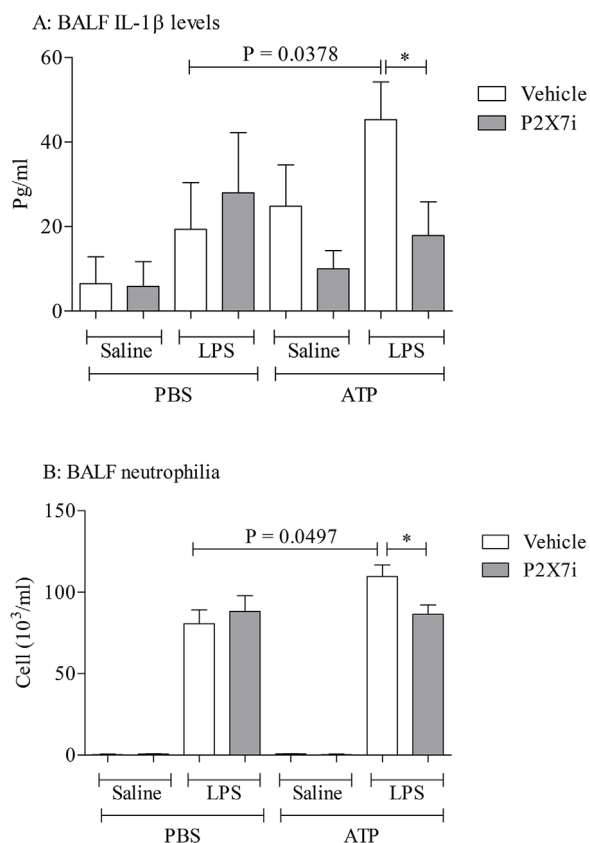 A: BALF IL-1β levels
60
P = 0.0378
*
Vehicle
40
P2X7i
Pg/ml
20
0
Saline
LPS
Saline
LPS
PBS
ATP
B: BALF neutrophilia
150
P = 0.0497
*
Vehicle
P2X7i
100
Cell (10³/ml)
50
0
Saline
LPS
Saline
LPS
PBS
ATP